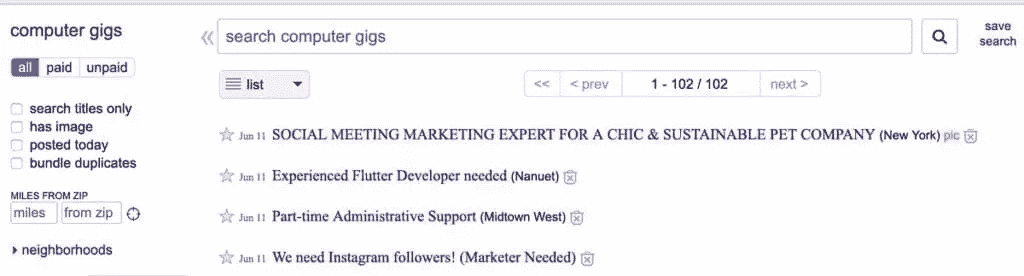 computer gigs
all paid unpaid
search titles only
has image
posted today
bundle duplicates
MILES FROM ZIP
miles from zip
neighborhoods
search computer gigs
save
search
list
<< < prev 1 - 102 / 102 next >
Jun 11 SOCIAL MEETING MARKETING EXPERT FOR A CHIC & SUSTAINABLE PET COMPANY (New York) pic
Jun 11 Experienced Flutter Developer needed (Nanuet)
Jun 11 Part-time Administrative Support (Midtown West)
Jun 11 We need Instagram followers! (Marketer Needed)